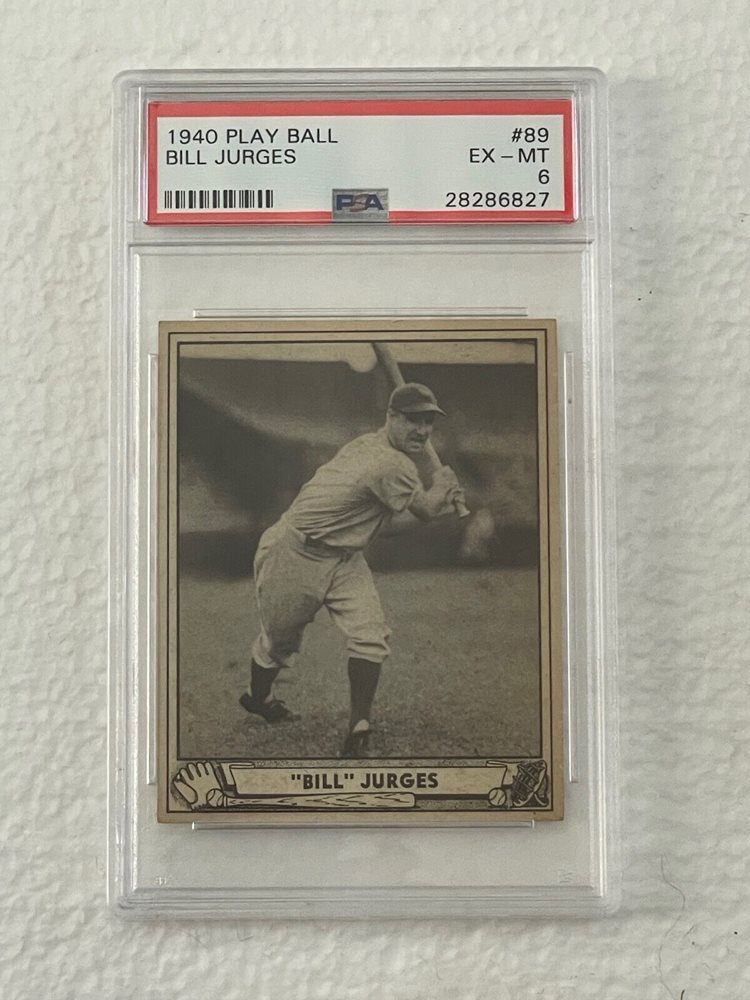 1940 PLAY BALL #89
BILL JURGES EX – MT
6
PSA 28286827
"BILL" JURGES